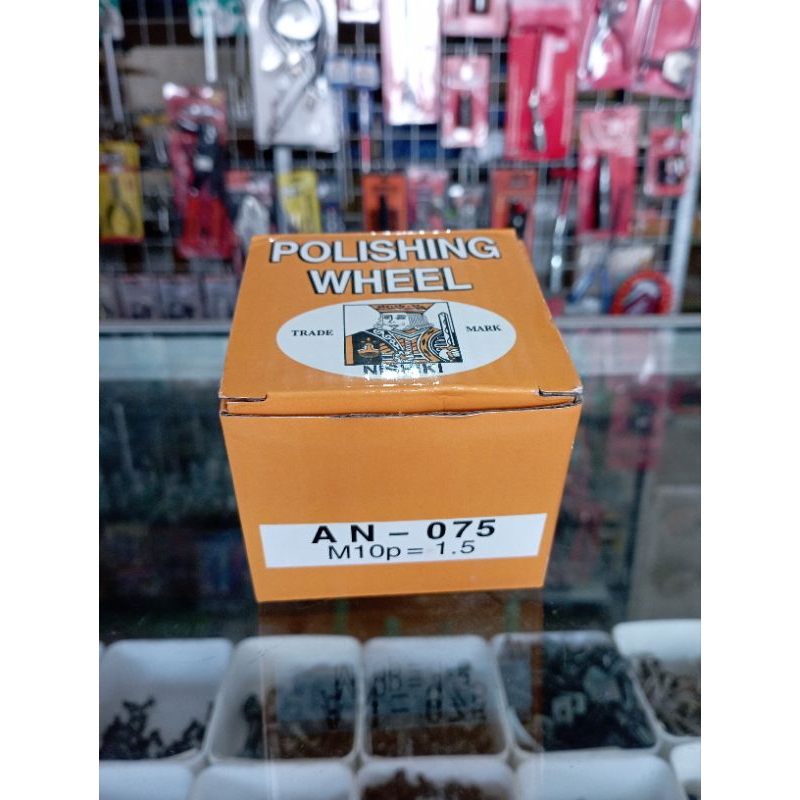 POLISHING
WHEEL
TRADE
MARK
AN - 075
M10p = 1.5